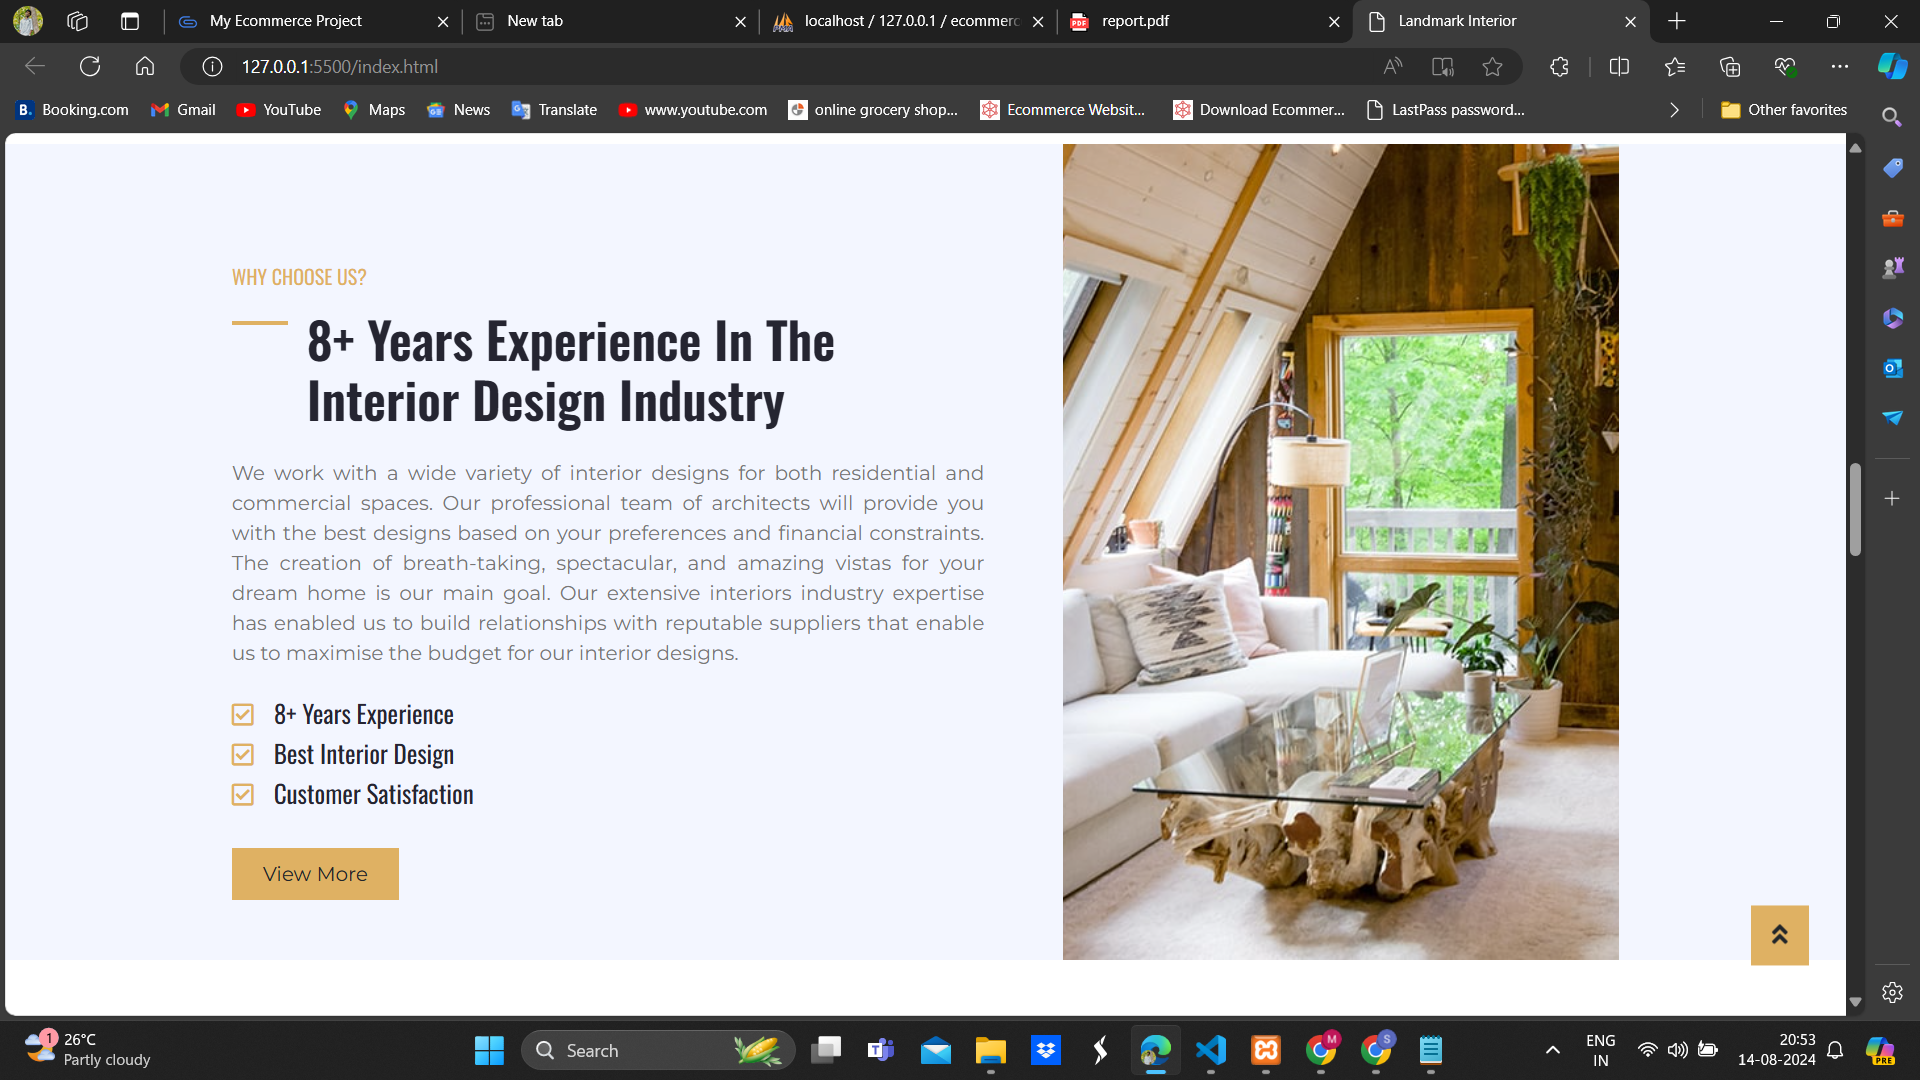 My Ecommerce Project
New tab
localhost / 127.0.0.1 / ecommerc
report.pdf
Landmark Interior
127.0.0.1:5500/index.html
Booking.com
Gmail
YouTube
Maps
News
Translate
www.youtube.com
online grocery shop...
Ecommerce Websit...
Download Ecommer...
LastPass password...
Other favorites
WHY CHOOSE US?
8+ Years Experience In The
Interior Design Industry
We work with a wide variety of interior designs for both residential and
commercial spaces. Our professional team of architects will provide you
with the best designs based on your preferences and financial constraints.
The creation of breath-taking, spectacular, and amazing vistas for your
dream home is our main goal. Our extensive interiors industry expertise
has enabled us to build relationships with reputable suppliers that enable
us to maximise the budget for our interior designs.
8+ Years Experience
Best Interior Design
Customer Satisfaction
View More
1
26°C
Partly cloudy
Search
M
S
ENG
IN
20:53
14-08-2024
PRE